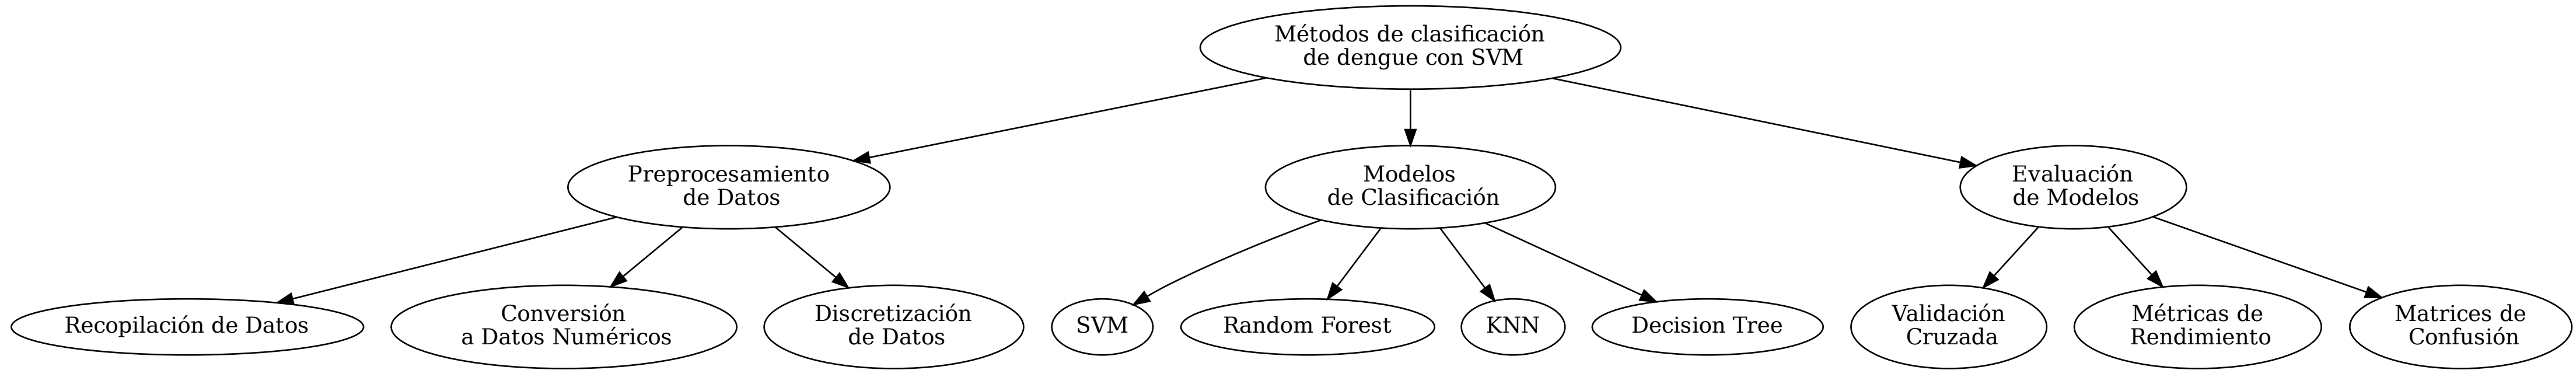 Métodos de clasificación
de dengue con SVM
Preprocesamiento
de Datos
Modelos
de Clasificación
Evaluación
de Modelos
Recopilación de Datos
Conversión
a Datos Numéricos
Discretización
de Datos
SVM
Random Forest
KNN
Decision Tree
Validación
Cruzada
Métricas de
Rendimiento
Matrices de
Confusión